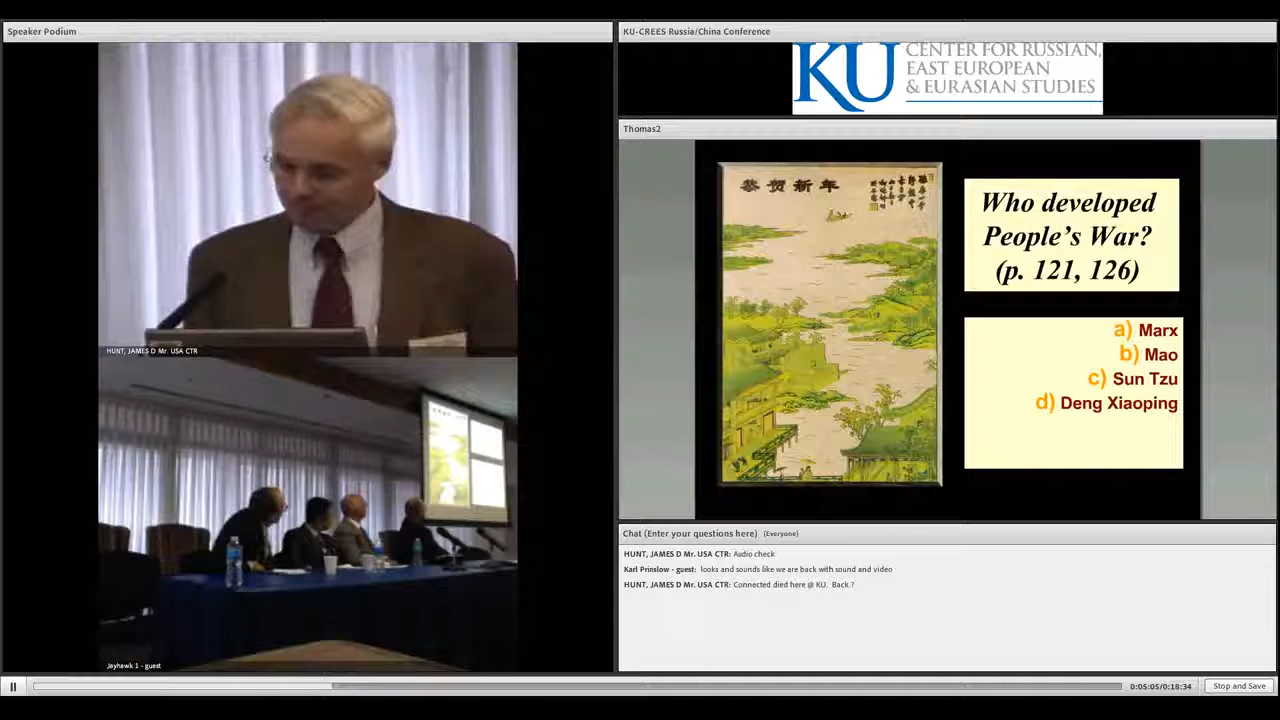 Speaker Podium
HUNT, JAMES D Mr. USA CTR
Jayhawk 1 - guest
KU-CREES Russia/China Conference
KU
CENTER FOR RUSSIAN,
EAST EUROPEAN
& EURASIAN STUDIES
Thomas2
恭贺新年
Who developed
People's War?
(p. 121, 126)
a) Marx
b) Mao
c) Sun Tzu
d) Deng Xiaoping
Chat (Enter your questions here) (Everyone)
HUNT, JAMES D Mr. USA CTR: Audio check
Karl Prinslow - guest: looks and sounds like we are back with sound and video
HUNT, JAMES D Mr. USA CTR: Connected died here @ KU. Back ?
0:05:05/0:18:34
Stop and Save